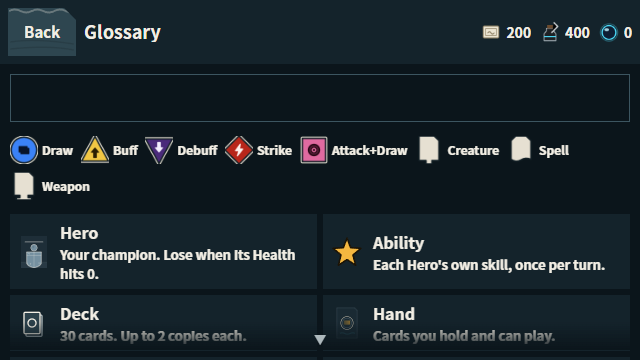 Back Glossary 200 400 0
Draw Buff Debuff Strike Attack+Draw Creature Spell
Weapon
Hero
Your champion. Lose when its Health
hits 0.
Ability
Each Hero's own skill, once per turn.
Deck
30 cards. Up to 2 copies each.
Hand
Cards you hold and can play.